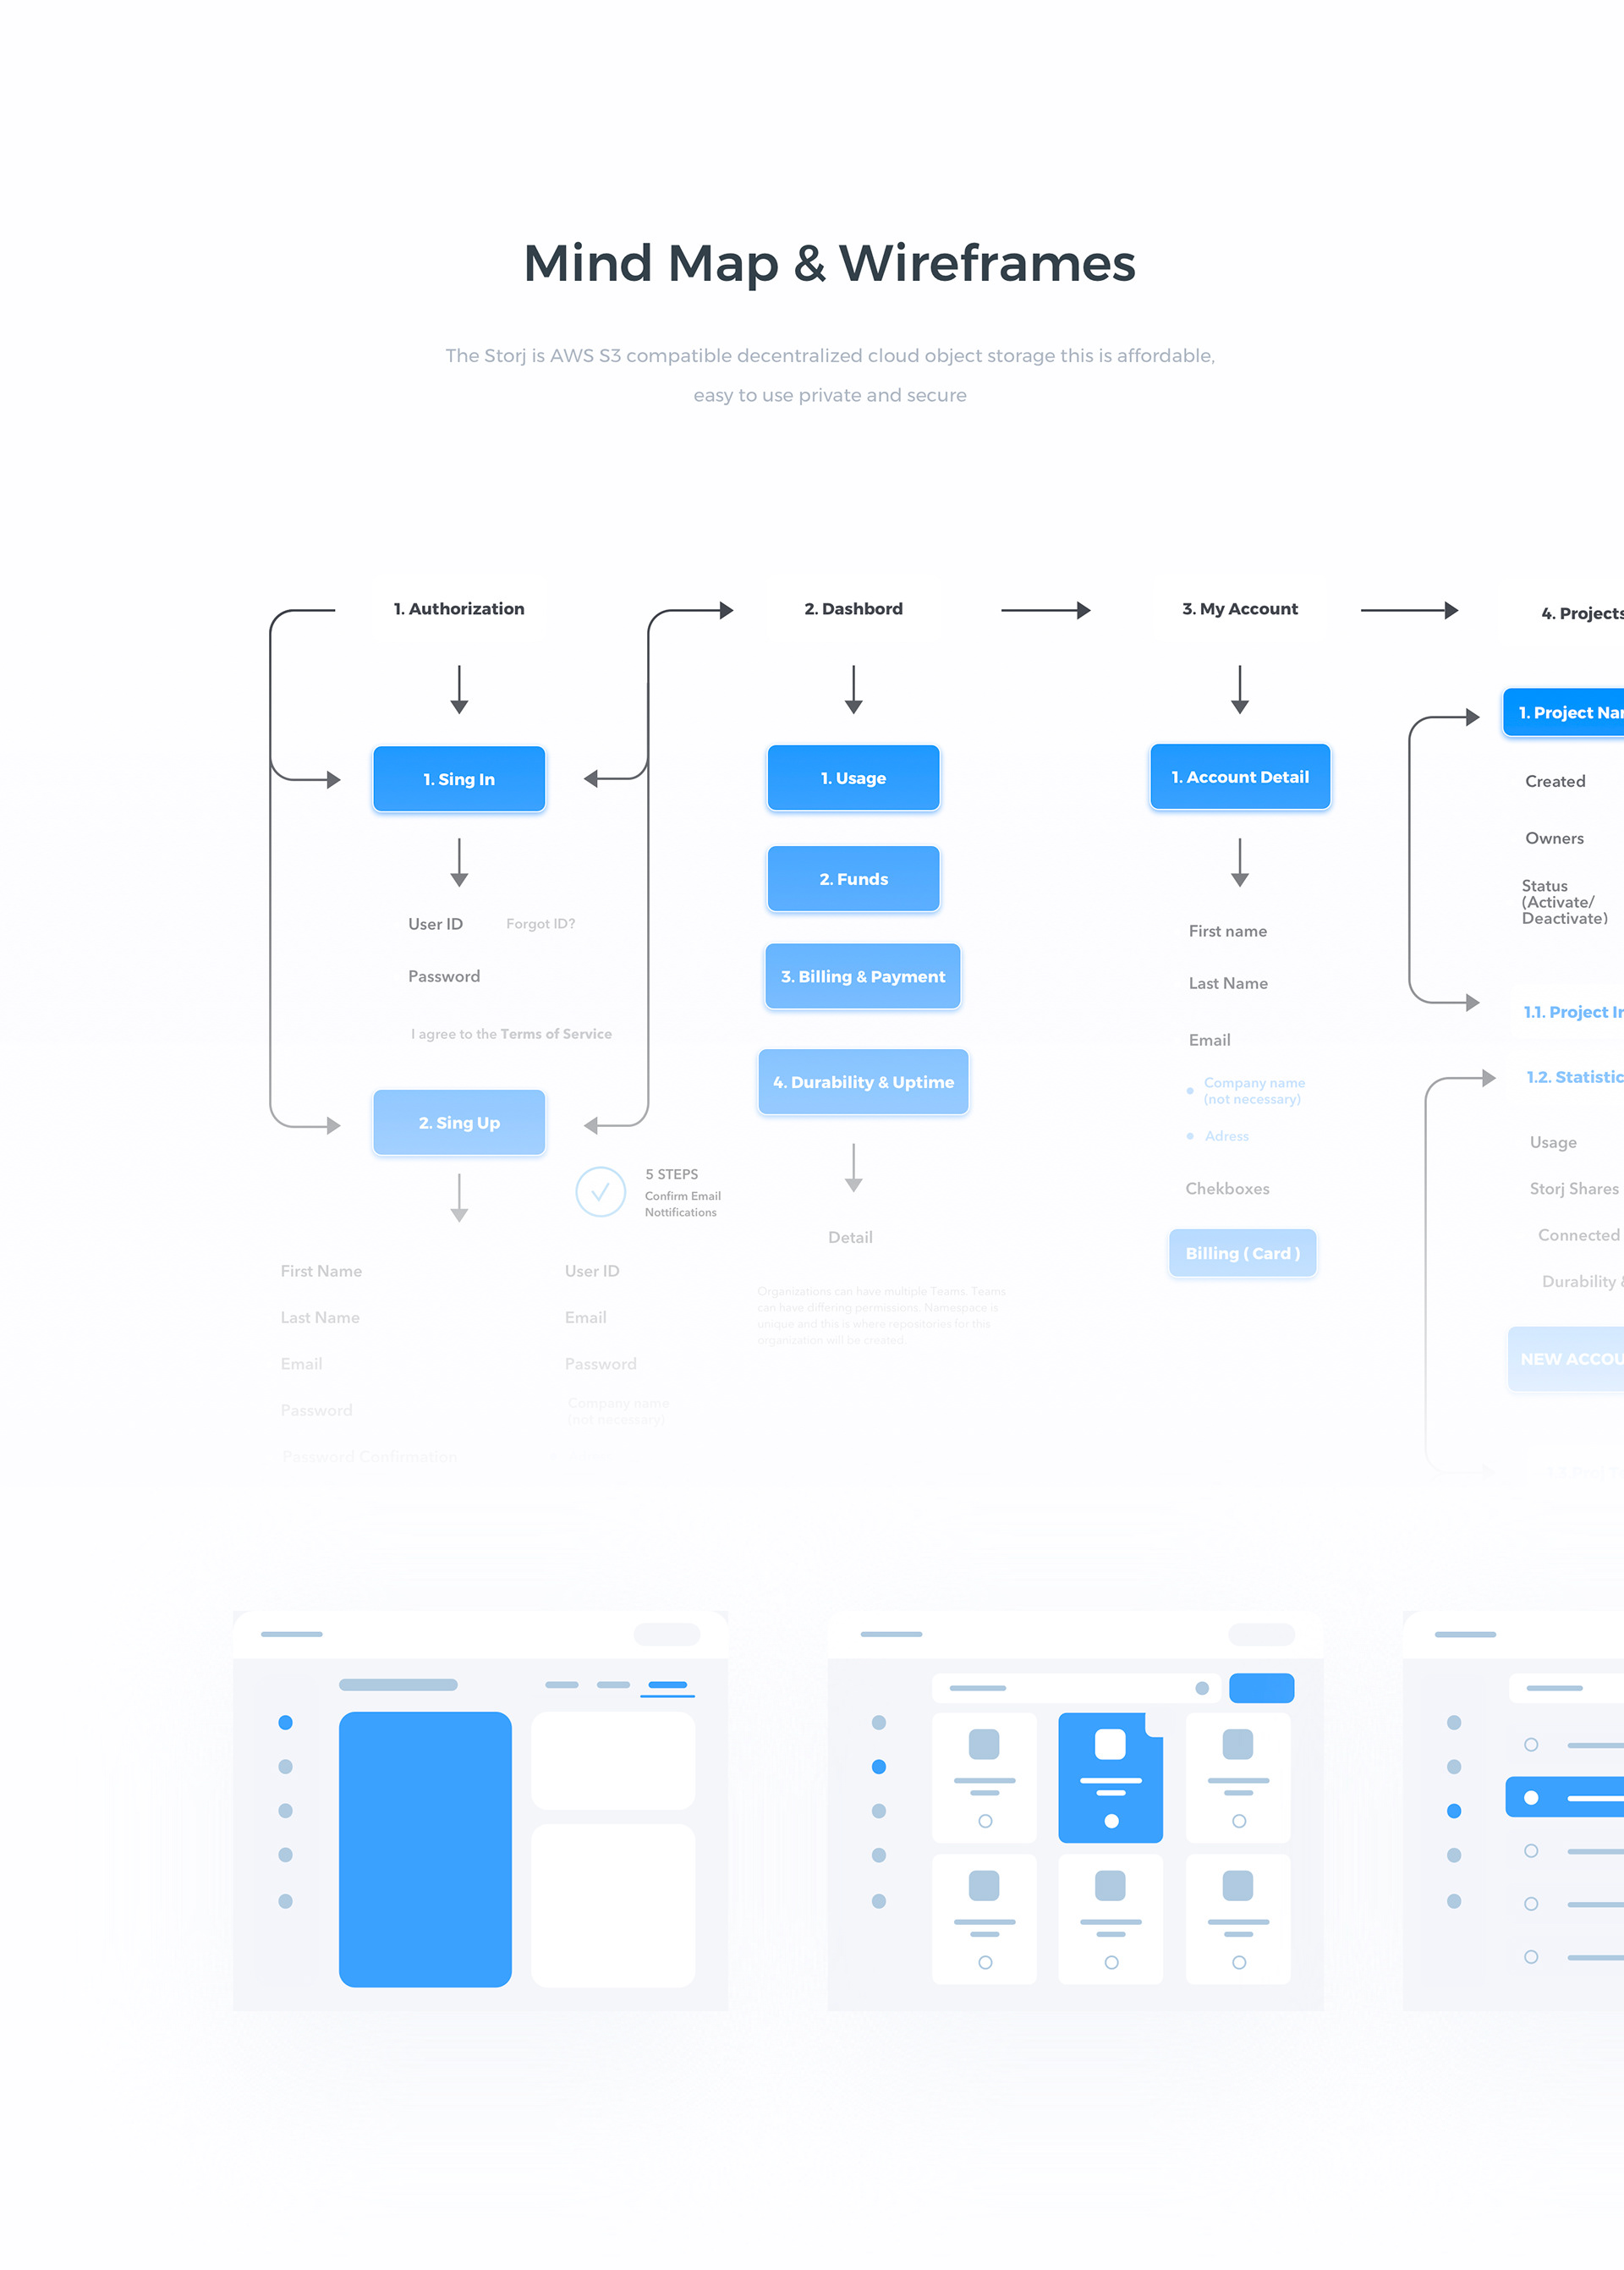 Mind Map & Wireframes
The Storj is AWS S3 compatible decentralized cloud object storage this is affordable,
easy to use private and secure
1. Authorization
1. Sing In
User ID
Forgot ID?
Password
I agree to the Terms of Service
2. Sing Up
5 STEPS
Confirm Email
Nottifications
First Name
Last Name
Email
Password
Password Confirmation
User ID
Email
Password
Company name
(not necessary)
2. Dashbord
1. Usage
2. Funds
3. Billing & Payment
4. Durability & Uptime
Detail
Organizations can have multiple Teams. Teams
can have differing permissions. Namespace is
unique and this is where repositories for this
organization will be created.
3. My Account
1. Account Detail
First name
Last Name
Email
Company name
(not necessary)
Adress
Chekboxes
Billing ( Card )
4. Projects
1. Project
Created
Owners
Status
(Activate/
Deactivate)
1.1. Project
1.2. Statistic
Usage
Storj Shares
Connected
Durability
NEW